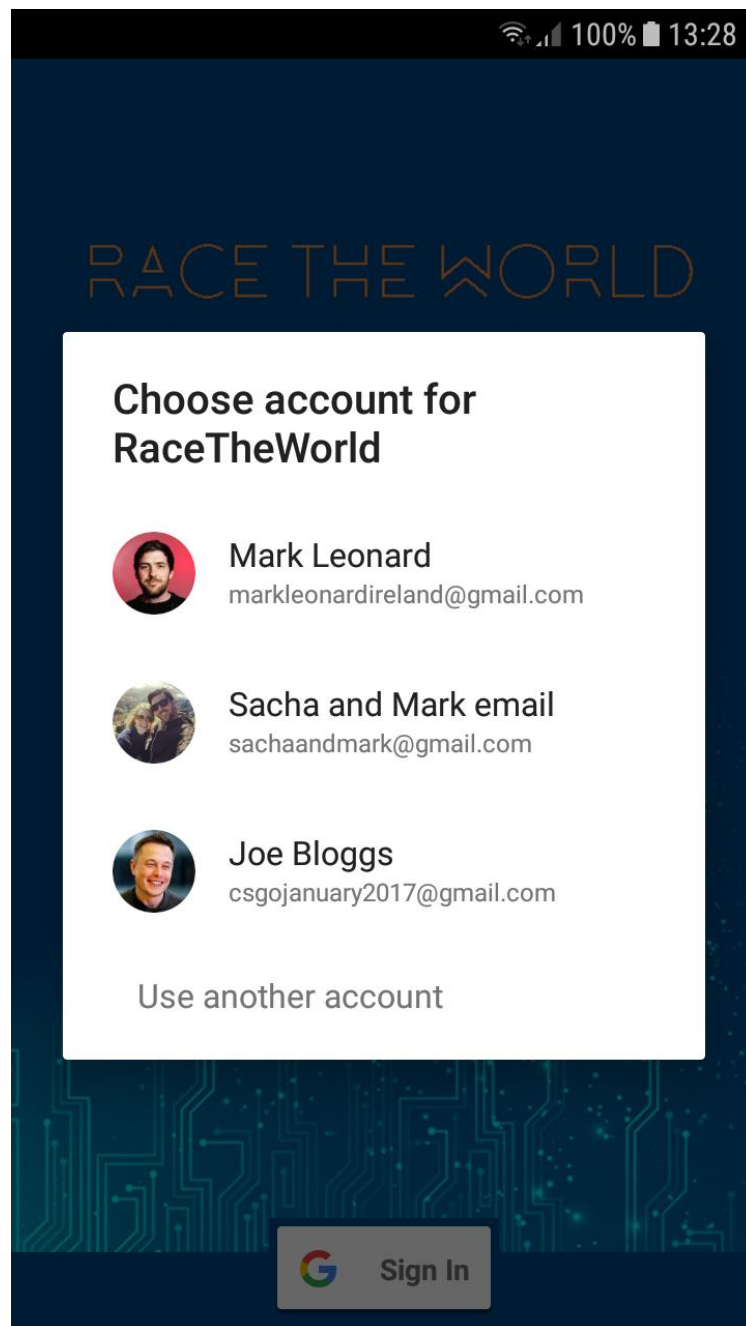 100% 13:28
RACE THE WORLD
Choose account for
RaceTheWorld
Mark Leonard
markleonardireland@gmail.com
Sacha and Mark email
sachaandmark@gmail.com
Joe Bloggs
csgojanuary2017@gmail.com
Use another account
Sign In